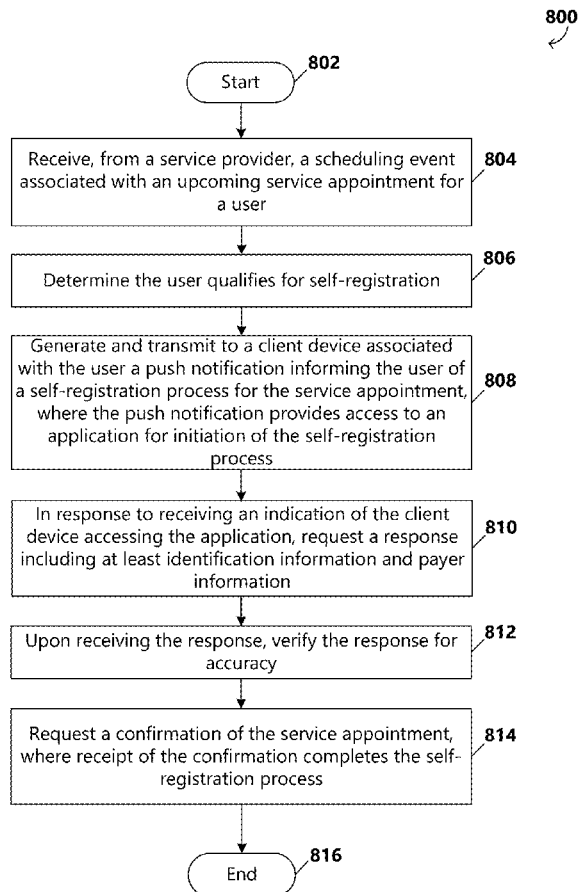 800
802
Start
Receive, from a service provider, a scheduling event
associated with an upcoming service appointment for
a user
804
Determine the user qualifies for self-registration
806
Generate and transmit to a client device associated
with the user a push notification informing the user of
a self-registration process for the service appointment,
where the push notification provides access to an
application for initiation of the self-registration
process
808
In response to receiving an indication of the client
device accessing the application, request a response
including at least identification information and payer
information
810
Upon receiving the response, verify the response for
accuracy
812
Request a confirmation of the service appointment,
where receipt of the confirmation completes the self-
registration process
814
End
816